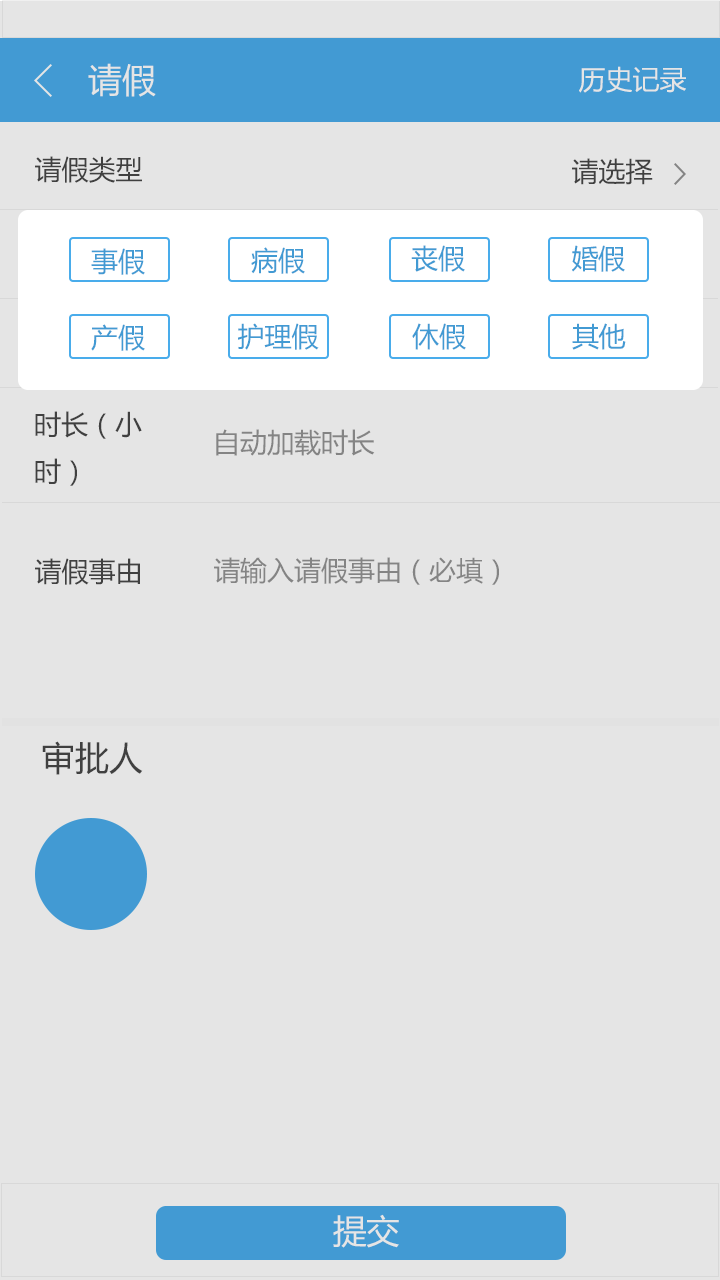 请假
历史记录
请假类型
请选择
事假
病假
丧假
婚假
产假
护理假
休假
其他
时长（小
时）
自动加载时长
请假事由
请输入请假事由（必填）
审批人
提交